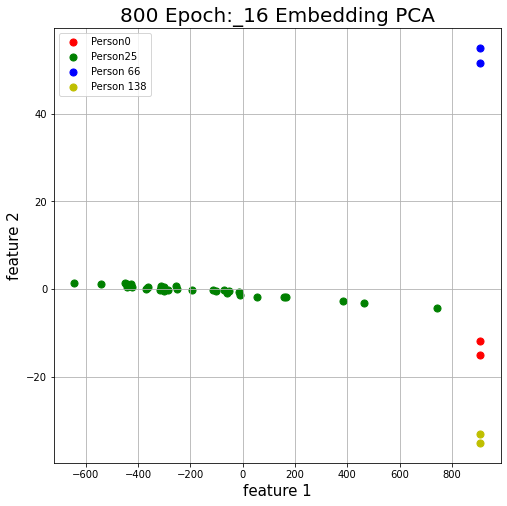 800 Epoch:_16 Embedding PCA
Person0
Person25
Person 66
Person 138
40
20
0
−20
feature 2
−600
−400
−200
0
200
400
600
800
feature 1